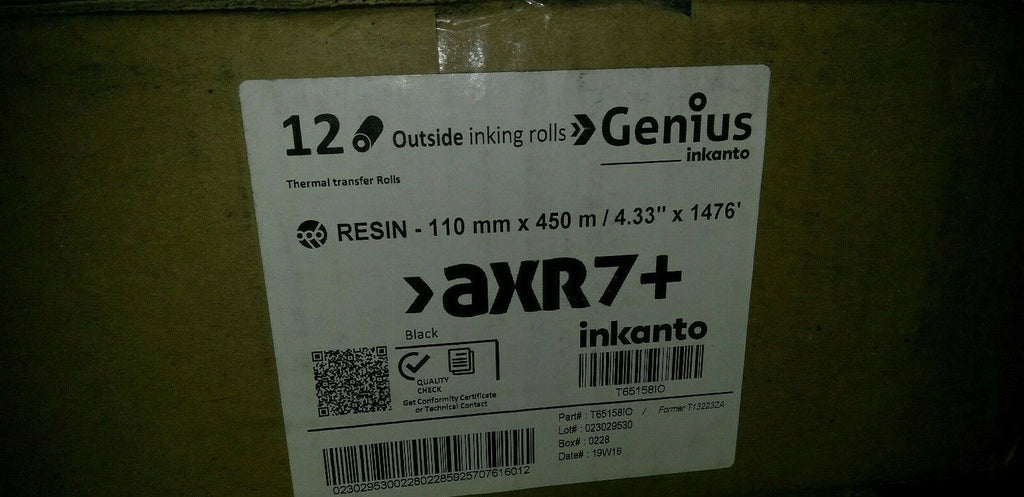 12 Outside inking rolls Genius
inkanto
Thermal transfer Rolls
RESIN - 110 mm x 450 m / 4.33" x 1476'
aXR7+
Black
inkanto
QUALITY
CHECK
Get Conformity Certificate
or Technical Contact
T65158IO
Part# : T65158IO / Former T13223ZA
Lot# : 023029530
Box# : 0228
Date# : 19W16
023029530022802285925707616012